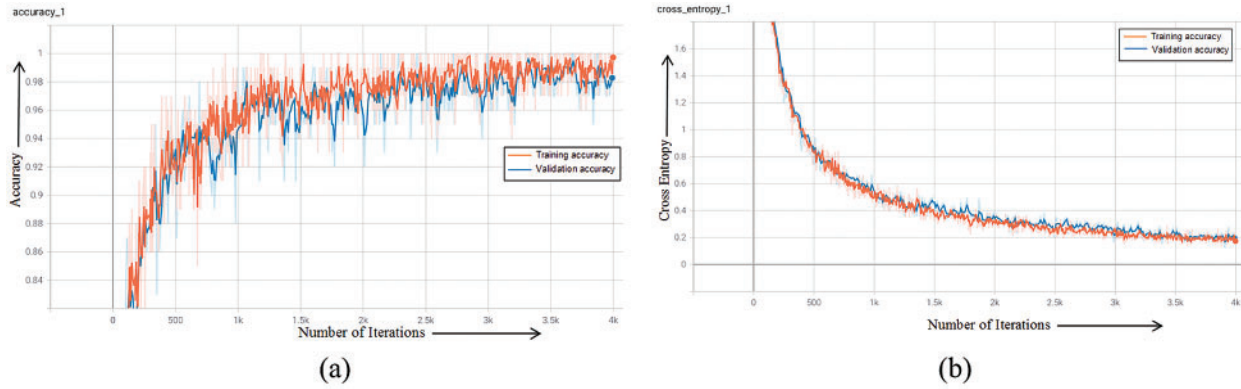 accuracy_1
1
0.98
0.96
0.94
0.92
0.9
0.88
0.86
0.84
Accuracy
Training accuracy
Validation accuracy
0
500
1k
1.5k
2k
2.5k
3k
3.5k
4k
Number of Iterations
(a)
cross_entropy_1
1.6
1.4
1.2
1
0.8
0.6
0.4
0.2
0
Cross Entropy
Training accuracy
Validation accuracy
0
500
1k
1.5k
2k
2.5k
3k
3.5k
4k
Number of Iterations
(b)